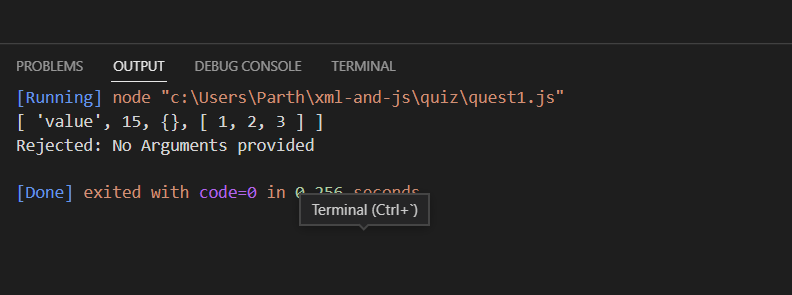 PROBLEMS OUTPUT DEBUG CONSOLE TERMINAL
[Running] node "c:\Users\Parth\xml-and-js\quiz\quest1.js"
[ 'value', 15, {}, [ 1, 2, 3 ] ]
Rejected: No Arguments provided
[Done] exited with code=0 in 0.256 seconds
Terminal (Ctrl+`)